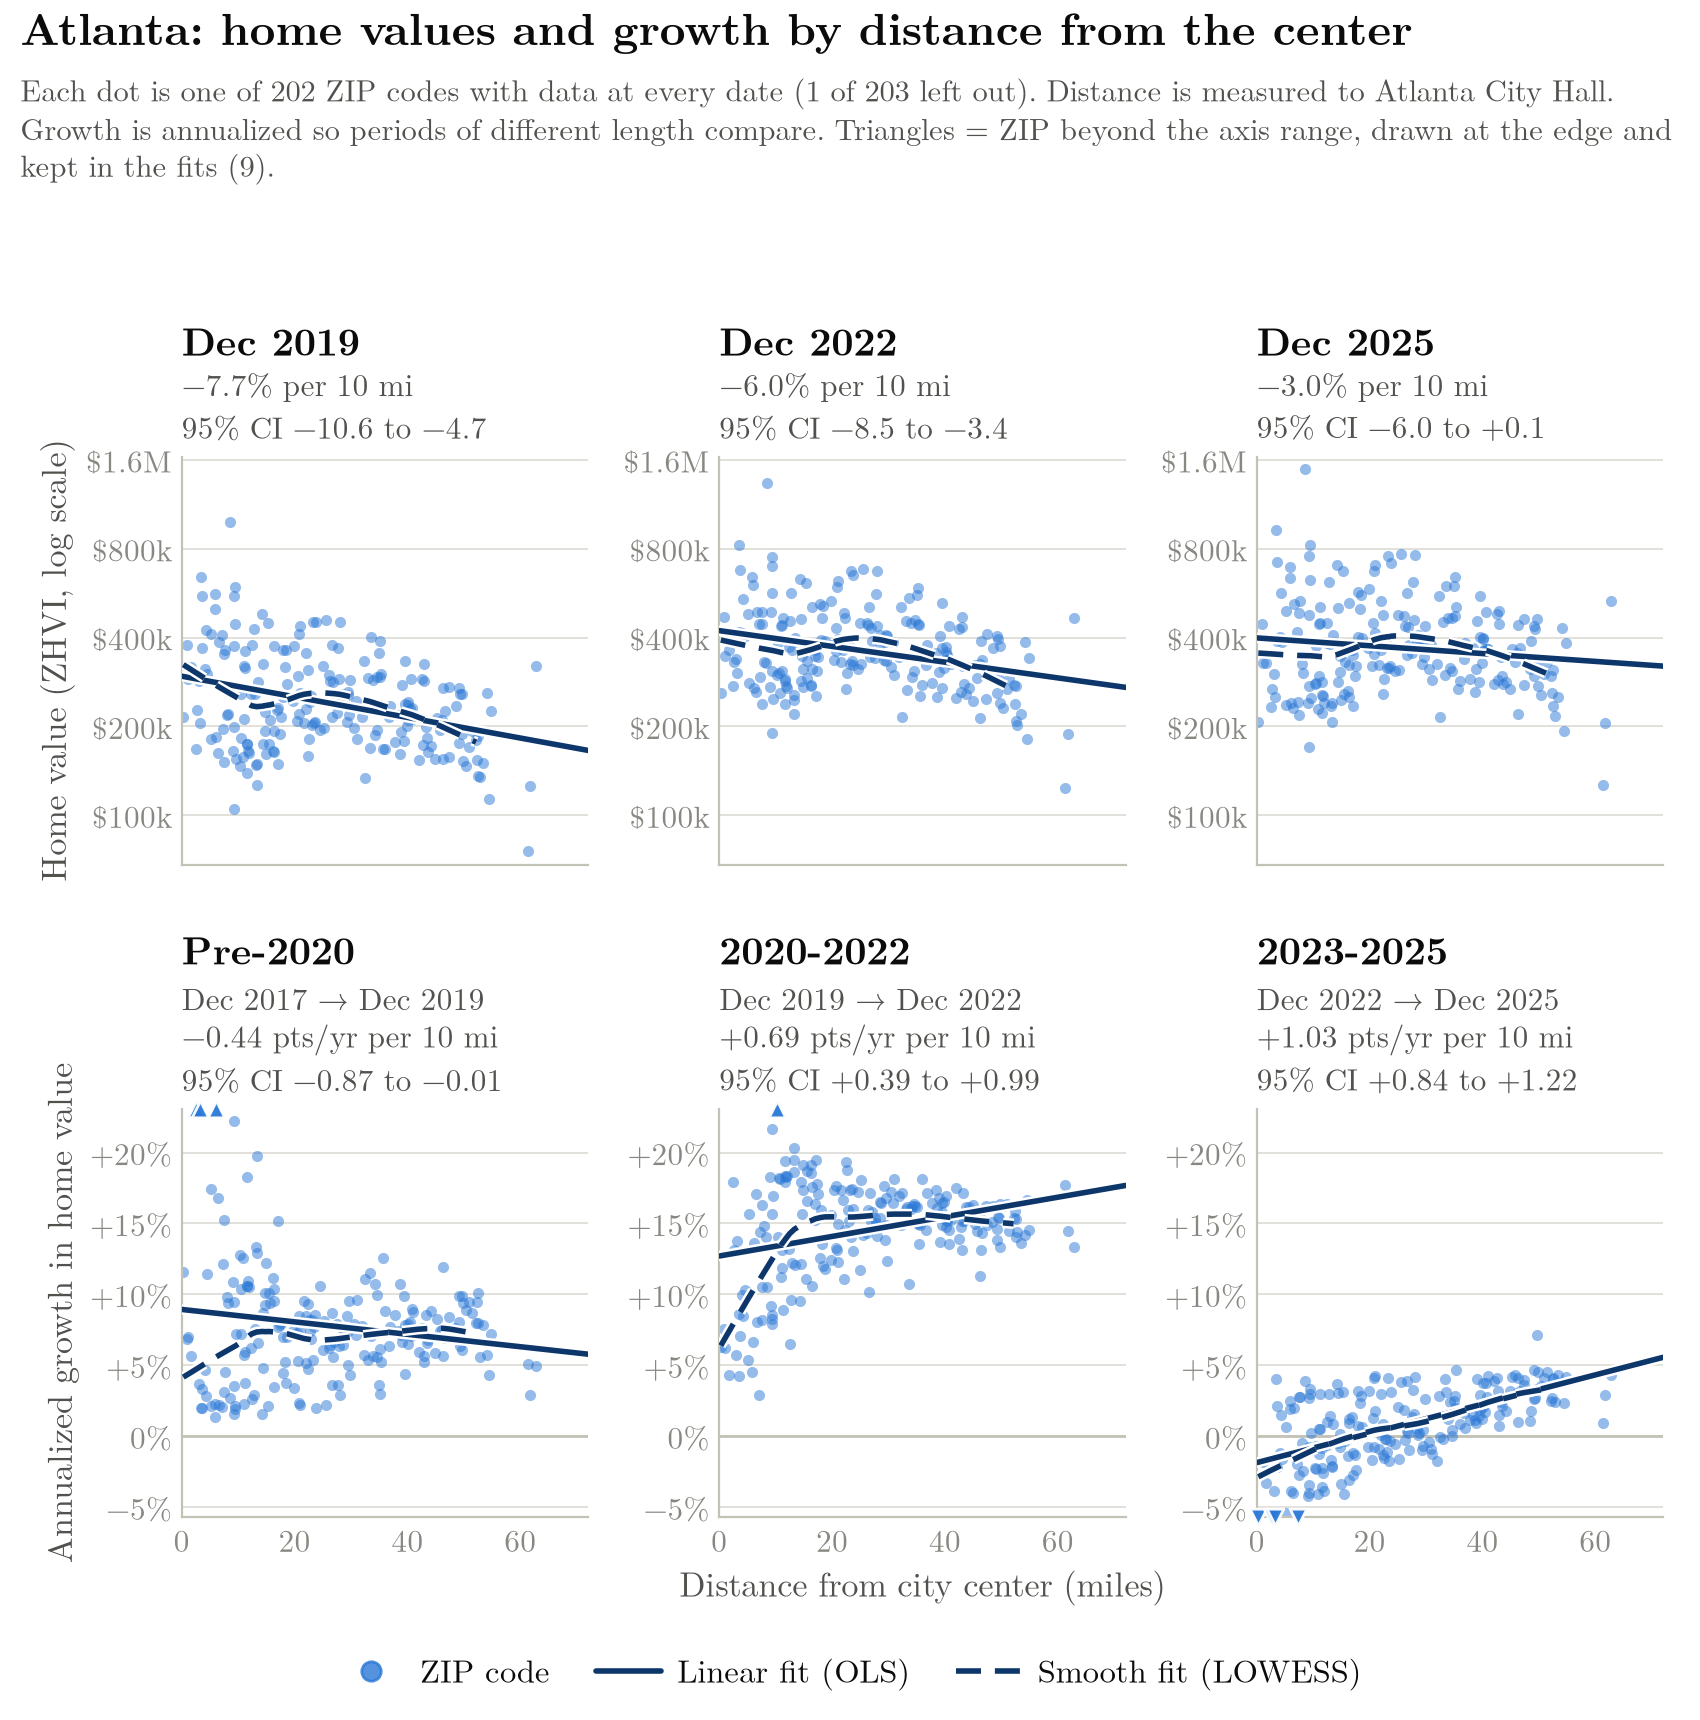 Atlanta: home values and growth by distance from the center
Each dot is one of 202 ZIP codes with data at every date (1 of 203 left out). Distance is measured to Atlanta City Hall.
Growth is annualized so periods of different length compare. Triangles = ZIP beyond the axis range, drawn at the edge and
kept in the fits (9).
Dec 2019
−7.7% per 10 mi
95% CI −10.6 to −4.7
Dec 2022
−6.0% per 10 mi
95% CI −8.5 to −3.4
Dec 2025
−3.0% per 10 mi
95% CI −6.0 to +0.1
Home value (ZHVI, log scale)
$1.6M
$800k
$400k
$200k
$100k
$1.6M
$800k
$400k
$200k
$100k
$1.6M
$800k
$400k
$200k
$100k
Pre-2020
Dec 2017 → Dec 2019
−0.44 pts/yr per 10 mi
95% CI −0.87 to −0.01
2020-2022
Dec 2019 → Dec 2022
+0.69 pts/yr per 10 mi
95% CI +0.39 to +0.99
2023-2025
Dec 2022 → Dec 2025
+1.03 pts/yr per 10 mi
95% CI +0.84 to +1.22
Annualized growth in home value
+20%
+15%
+10%
+5%
0%
−5%
+20%
+15%
+10%
+5%
0%
−5%
+20%
+15%
+10%
+5%
0%
−5%
0 20 40 60
0 20 40 60
0 20 40 60
Distance from city center (miles)
ZIP code
Linear fit (OLS)
Smooth fit (LOWESS)